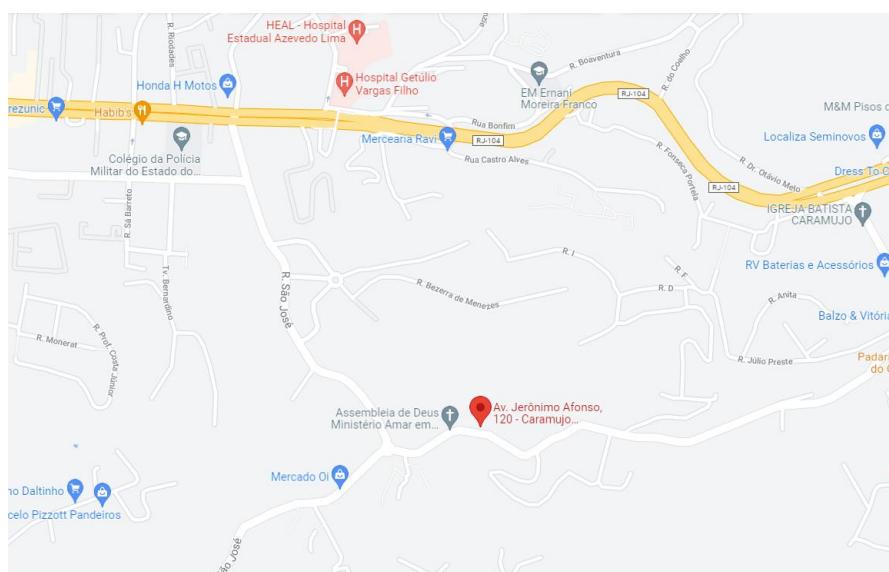 HEAL - Hospital
Estadual Azevedo Lima
R. Riodades
Honda H Motos
Hospital Getúlio
Vargas Filho
R. Boaventura
R. do Coelho
EM Ernani
Moreira Franco
RJ-104
M&M Pisos
rezunic
Habib's
Rua Bonfim
Mercearia Ravi
RJ-104
Rua Castro Alves
Localiza Seminovos
Colégio da Polícia
Militar do Estado do...
R. Fonseca Portela
R. Dr. Otávio Melo
Dress To
RJ-104
R. Sá Barreto
IGREJA BATISTA
CARAMUJO
Tv. Bernardino
R. São José
R. I
R. F
R. D
R. Bezerra de Menezes
RV Baterias e Acessórios
R. Anita
Balzo & Vitória
R. Monerat
R. Prof. Costa Júnior
R. Júlio Preste
Padari
do
Assembleia de Deus
Ministério Amar em...
Av. Jerônimo Afonso,
120 - Caramujo...
Mercado Oi
no Daltinho
celo Pizzott Pandeiros
São José